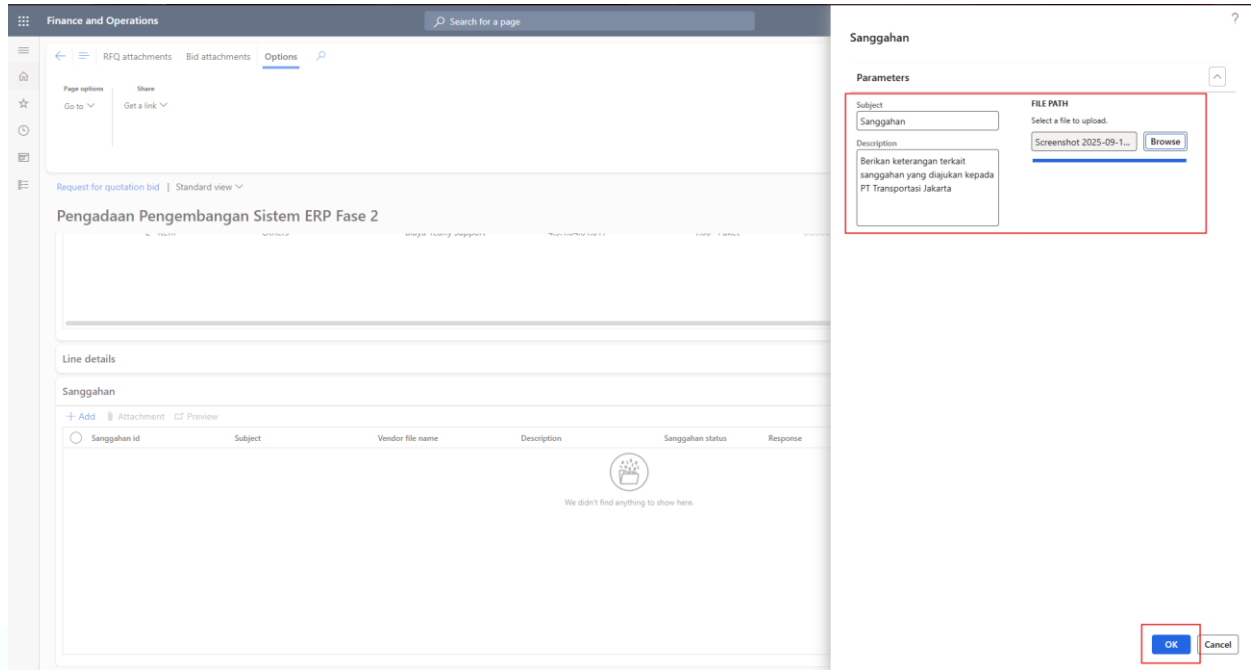 Finance and Operations
Search for a page
?
RFQ attachments Bid attachments Options
Page options Share
Go to Get a link
Request for quotation bid | Standard view
Pengadaan Pengembangan Sistem ERP Fase 2
Line details
Sanggahan
+ Add Attachment Preview
Sanggahan id Subject Vendor file name Description Sanggahan status Response
We didn't find anything to show here.
Sanggahan
Parameters
Subject
Sanggahan
Description
Berikan keterangan terkait
sanggahan yang diajukan kepada
PT Transportasi Jakarta
FILE PATH
Select a file to upload.
Screenshot 2025-09-1... Browse
OK Cancel